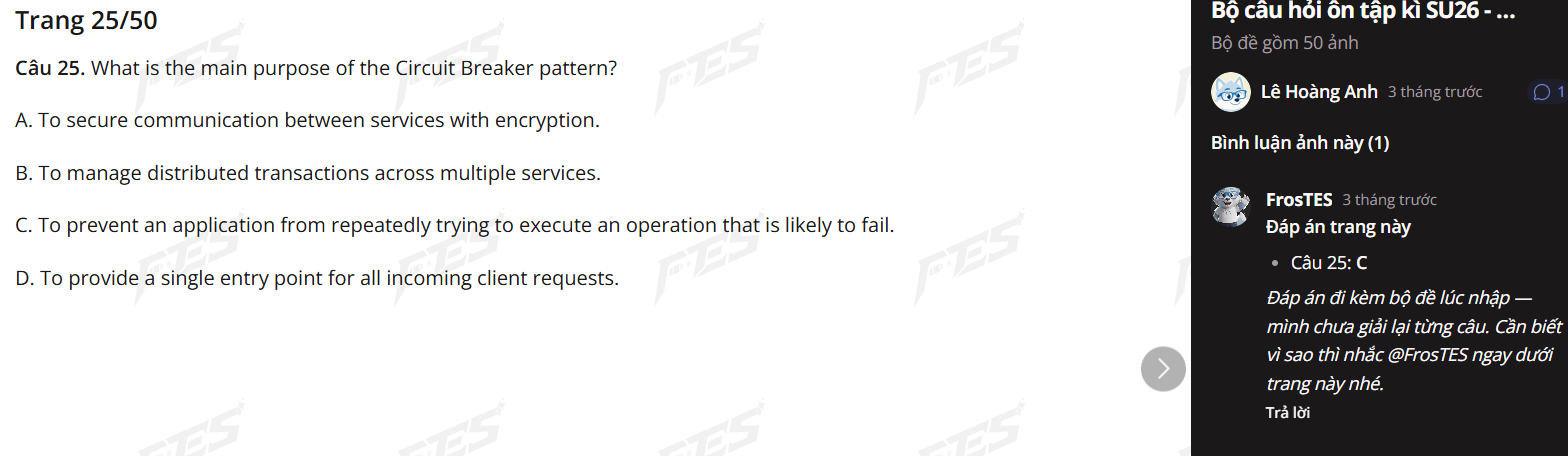 Trang 25/50
Câu 25. What is the main purpose of the Circuit Breaker pattern?
A. To secure communication between services with encryption.
B. To manage distributed transactions across multiple services.
C. To prevent an application from repeatedly trying to execute an operation that is likely to fail.
D. To provide a single entry point for all incoming client requests.
Bộ câu hỏi ôn tập kì SU26 - ...
Bộ đề gồm 50 ảnh
Lê Hoàng Anh 3 tháng trước 1
Bình luận ảnh này (1)
FrosTES 3 tháng trước
Đáp án trang này
• Câu 25: C
Đáp án đi kèm bộ đề lúc nhập —
mình chưa giải lại từng câu. Cần biết
vì sao thì nhắc @FrosTES ngay dưới
trang này nhé.
Trả lời